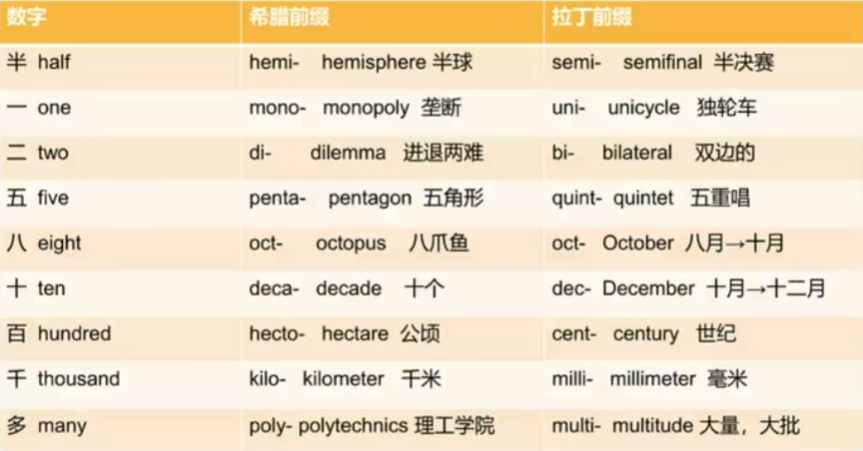 数字 希腊前缀 拉丁前缀
半 half hemi- hemisphere 半球 semi- semifinal 半决赛
一 one mono- monopoly 垄断 uni- unicycle 独轮车
二 two di- dilemma 进退两难 bi- bilateral 双边的
五 five penta- pentagon 五角形 quint- quintet 五重唱
八 eight oct- octopus 八爪鱼 oct- October 八月→十月
十 ten deca- decade 十个 dec- December 十月→十二月
百 hundred hecto- hectare 公顷 cent- century 世纪
千 thousand kilo- kilometer 千米 milli- millimeter 毫米
多 many poly- polytechnics 理工学院 multi- multitude 大量，大批